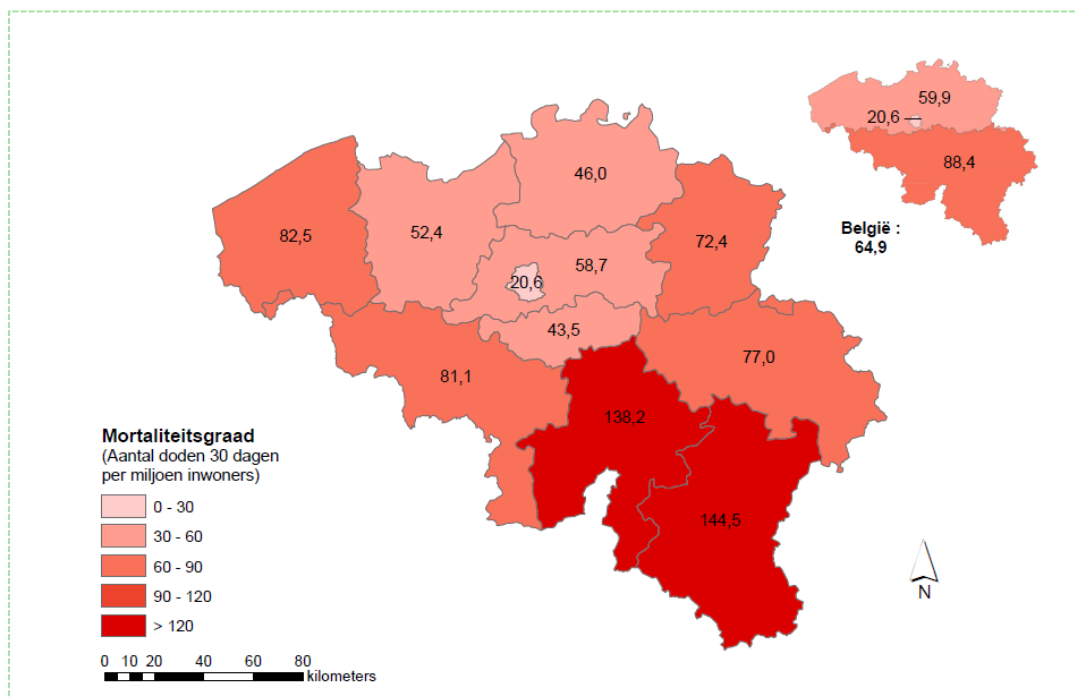 59,9
20,6
88,4
België :
64,9
46,0
82,5
52,4
72,4
58,7
20,6
43,5
77,0
81,1
138,2
144,5
Mortaliteitsgraad
(Aantal doden 30 dagen
per miljoen inwoners)
0 - 30
30 - 60
60 - 90
90 - 120
> 120
0 10 20 40 60 80
kilometers
N